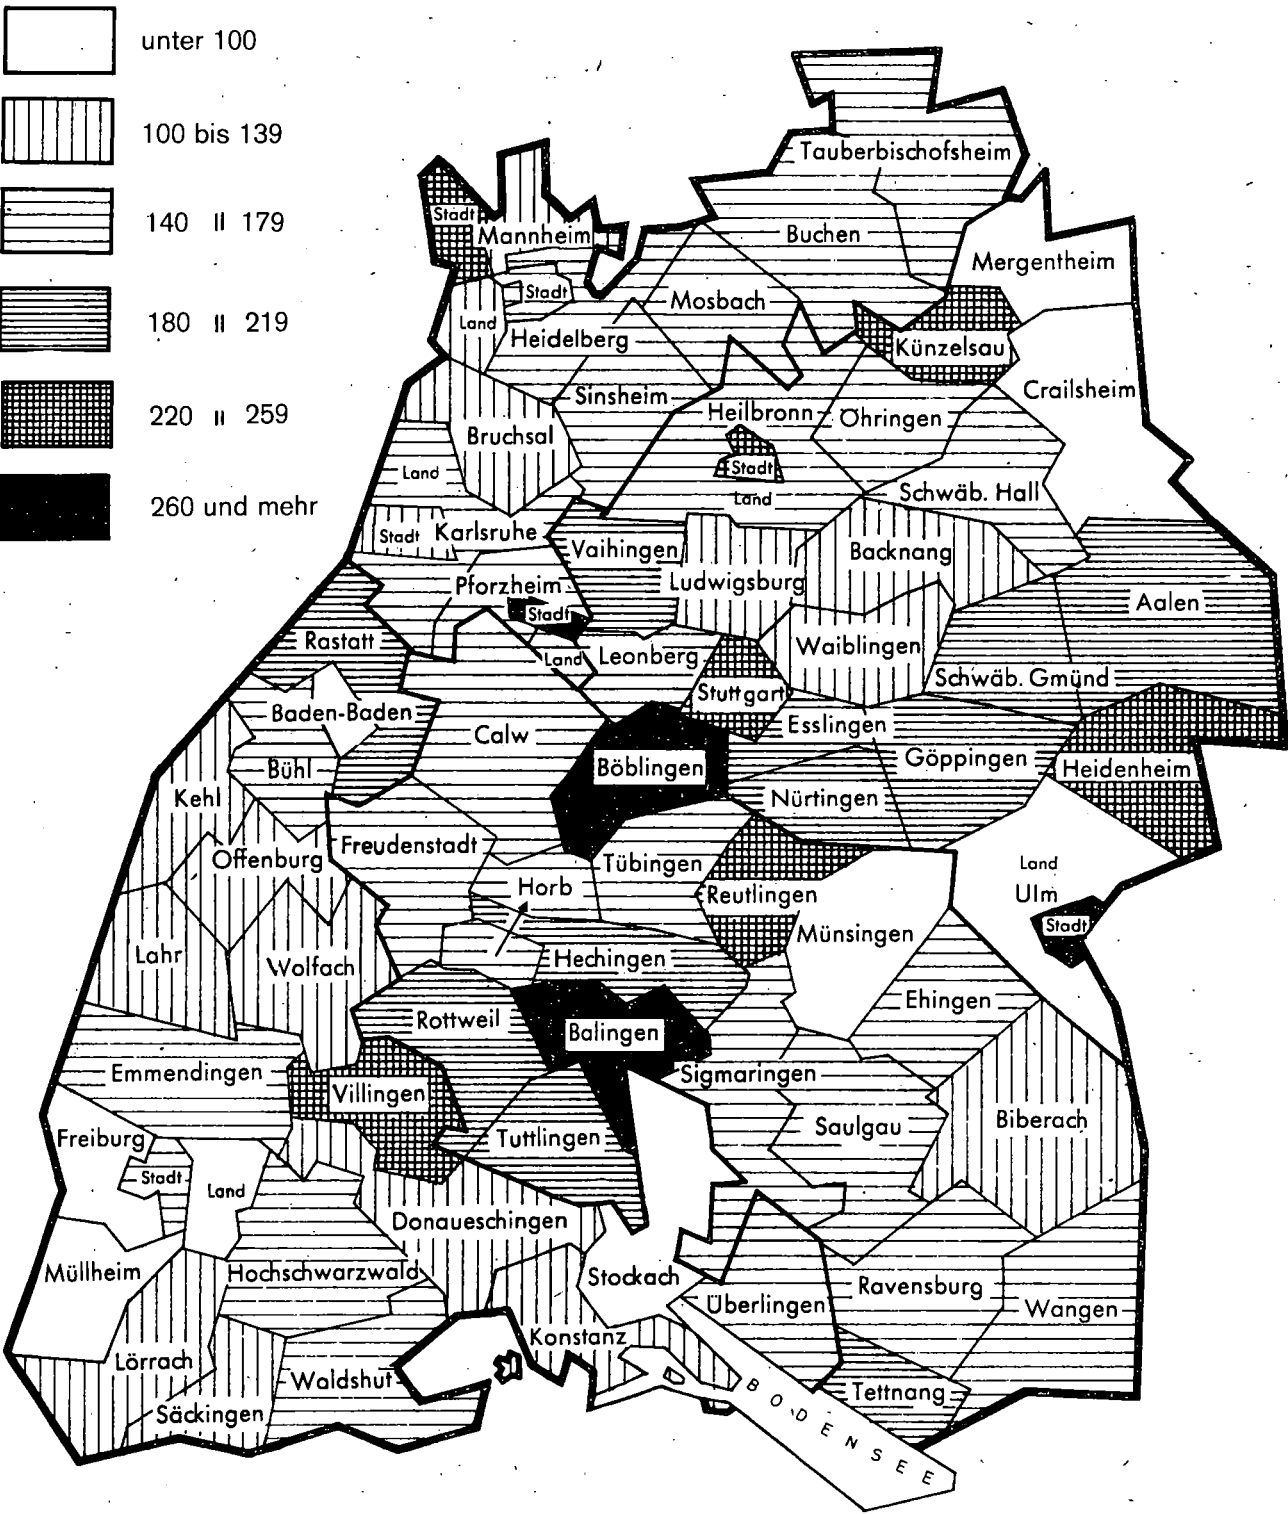 unter 100
100 bis 139
140 II 179
180 II 219
220 II 259
260 und mehr
Tauberbischofsheim
Stadt
Mannheim
Buchen
Mergentheim
Stadt
Mosbach
Land
Heidelberg
Künzelsau
Sinsheim
Crailsheim
Heilbronn
Öhringen
Bruchsal
Stadt
Land
Land
Schwäb. Hall
Stadt
Karlsruhe
Vaihingen
Backnang
Pforzheim
Ludwigsburg
Aalen
Stadt
Rastatt
Waiblingen
Land
Leonberg
Schwäb. Gmünd
Stuttgart
Baden-Baden
Esslingen
Calw
Göppingen
Bühl
Böblingen
Heidenheim
Kehl
Nürtingen
Freudenstadt
Offenburg
Tübingen
Land
Horb
Reutlingen
Ulm
Stadt
Münsingen
Lahr
Wolfach
Hechingen
Ehingen
Rottweil
Balingen
Emmendingen
Sigmaringen
Villingen
Biberach
Saulgau
Freiburg
Tuttlingen
Stadt
Land
Donaueschingen
Müllheim
Hochschwarzwald
Stockach
Ravensburg
Überlingen
Wangen
Konstanz
Lörrach
Waldshut
Tettnang
Säckingen
BODENSEE